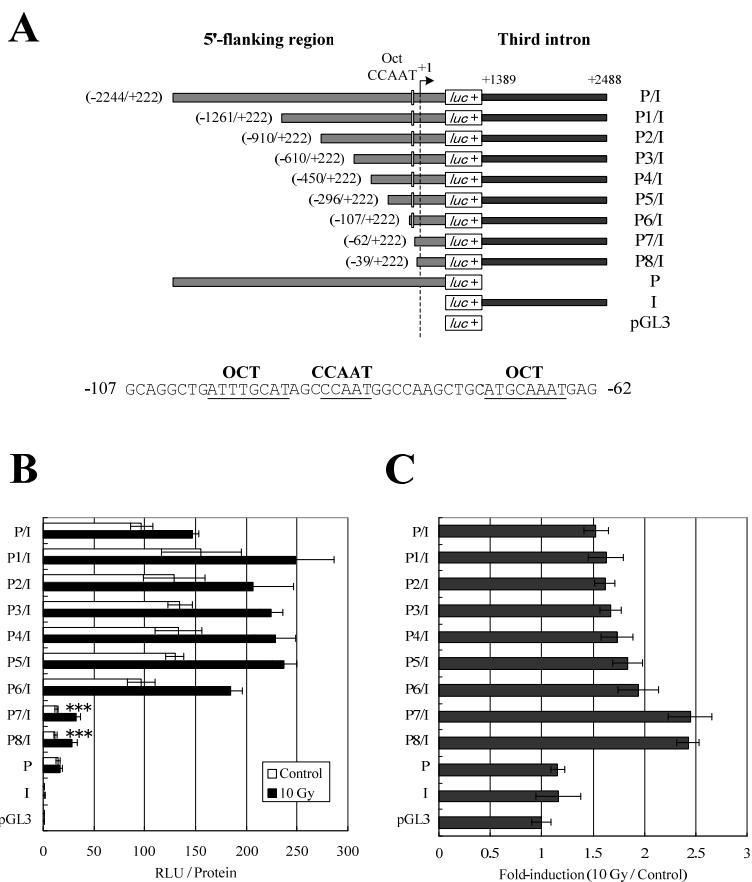 A
5'-flanking region
Third intron
Oct
CCAAT
+1
+1389
+2488
(-2244/+222)
luc +
P/I
(-1261/+222)
luc +
P1/I
(-910/+222)
luc +
P2/I
(-610/+222)
luc +
P3/I
(-450/+222)
luc +
P4/I
(-296/+222)
luc +
P5/I
(-107/+222)
luc +
P6/I
(-62/+222)
luc +
P7/I
(-39/+222)
luc +
P8/I
luc +
P
luc +
I
luc +
pGL3
OCT CCAAT OCT
-107 GCAGGCTGATTTGCATAGCCCAATGGCCAAGCTGCATGCAAATGAG -62
B
P/I
P1/I
P2/I
P3/I
P4/I
P5/I
P6/I
P7/I
***
P8/I
***
P
I
pGL3
Control
10 Gy
0 50 100 150 200 250 300
RLU / Protein
C
P/I
P1/I
P2/I
P3/I
P4/I
P5/I
P6/I
P7/I
P8/I
P
I
pGL3
0 0.5 1 1.5 2 2.5 3
Fold-induction (10 Gy / Control)